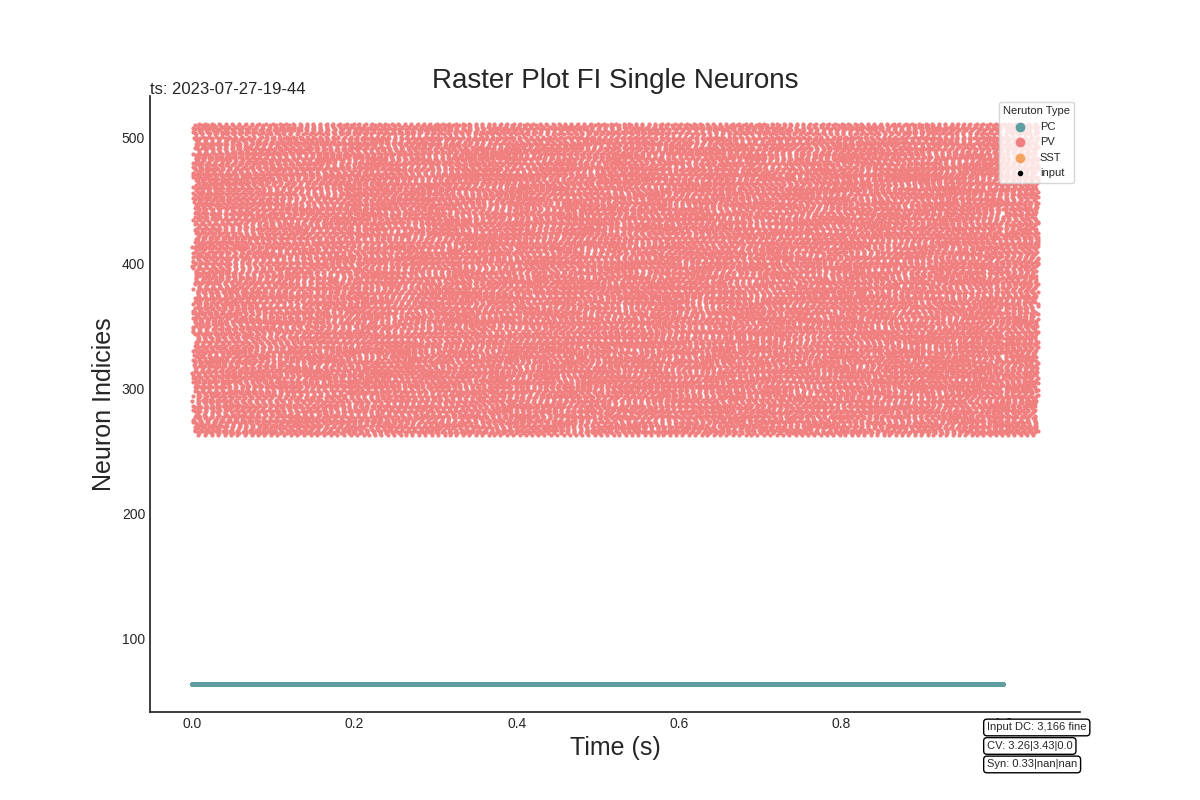 Raster Plot FI Single Neurons
ts: 2023-07-27-19-44
Neruton Type
PC
PV
SST
input
500
400
300
200
100
Neuron Indicies
0.0 0.2 0.4 0.6 0.8
Time (s)
Input DC: 3,166 fine
CV: 3.26|3.43|0.0
Syn: 0.33|nan|nan